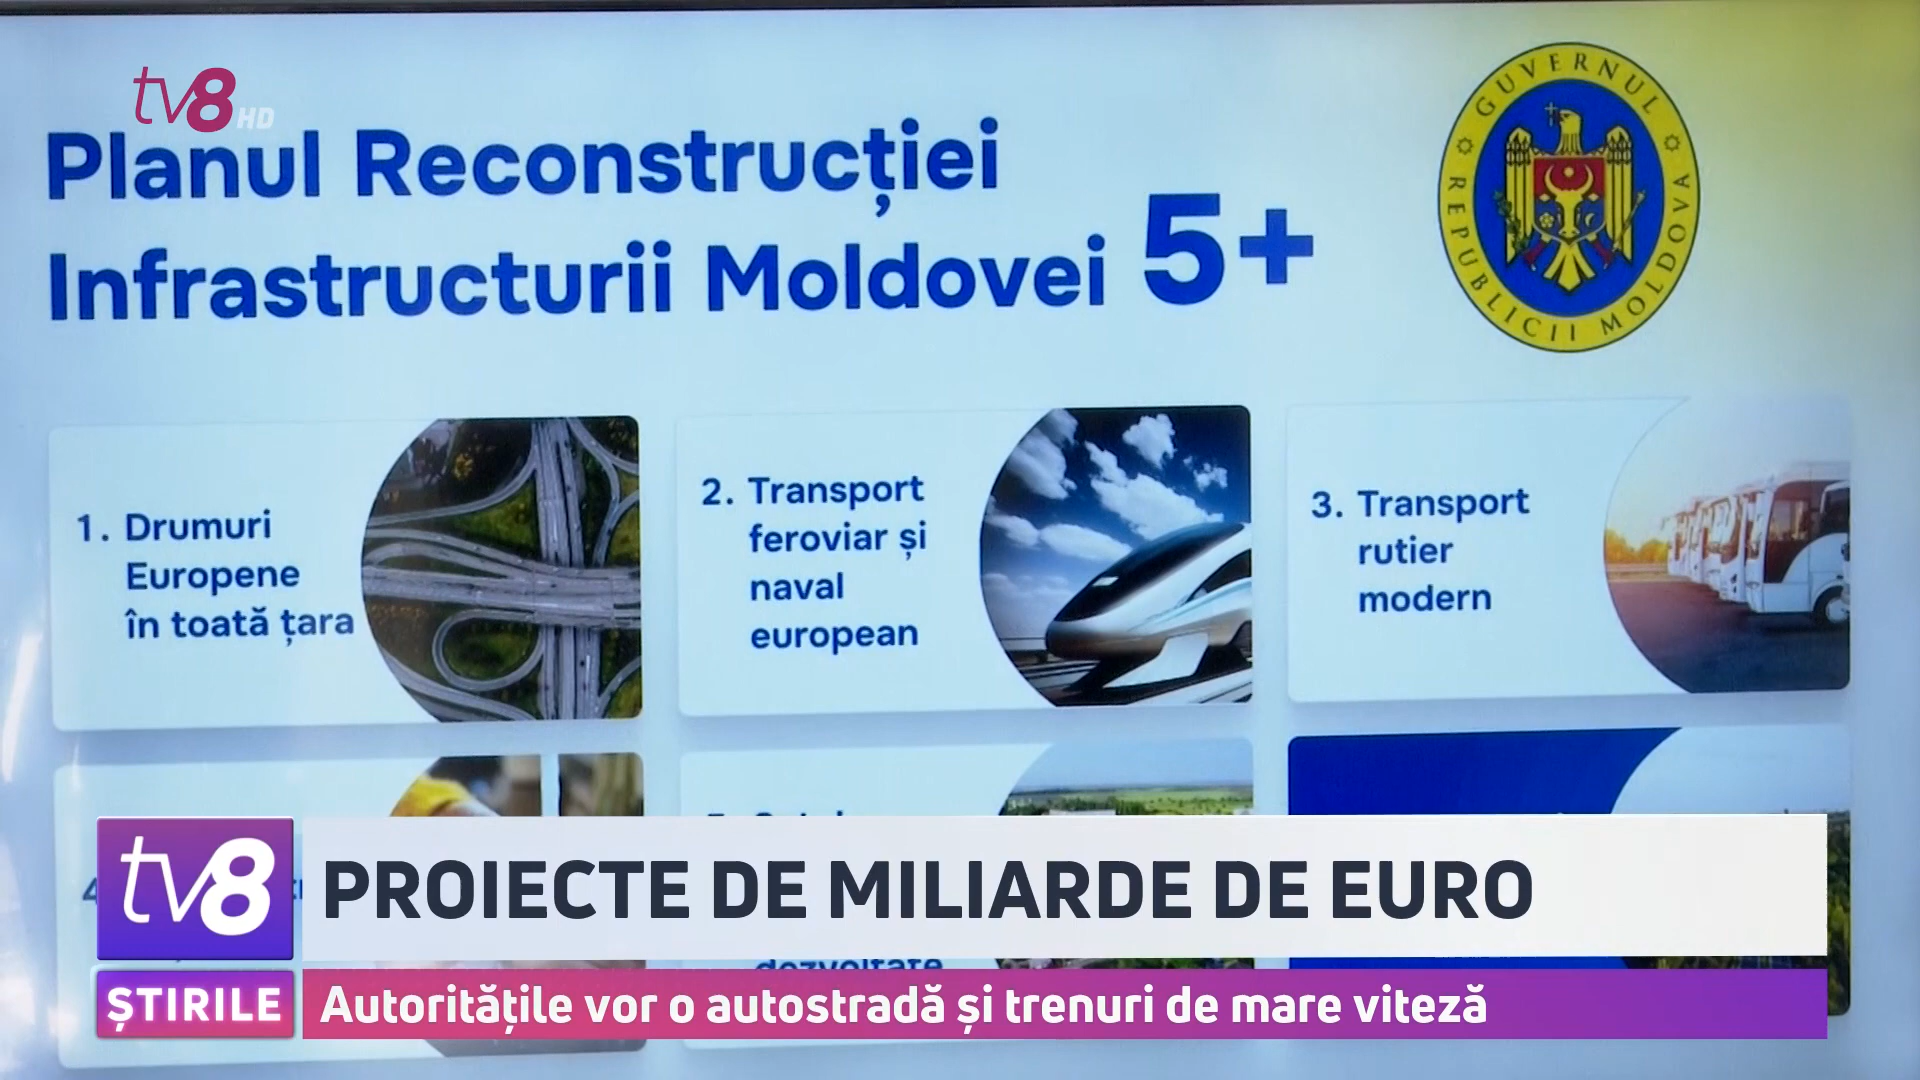 tv8 HD
Planul Reconstrucției
Infrastructurii Moldovei 5+
GUVERNUL
REPUBLICII MOLDOVA
1. Drumuri
Europene
în toată țara
2. Transport
feroviar și
naval
european
3. Transport
rutier
modern
dezvoltate
tv8
PROIECTE DE MILIARDE DE EURO
ȘTIRILE
Autoritățile vor o autostradă și trenuri de mare viteză